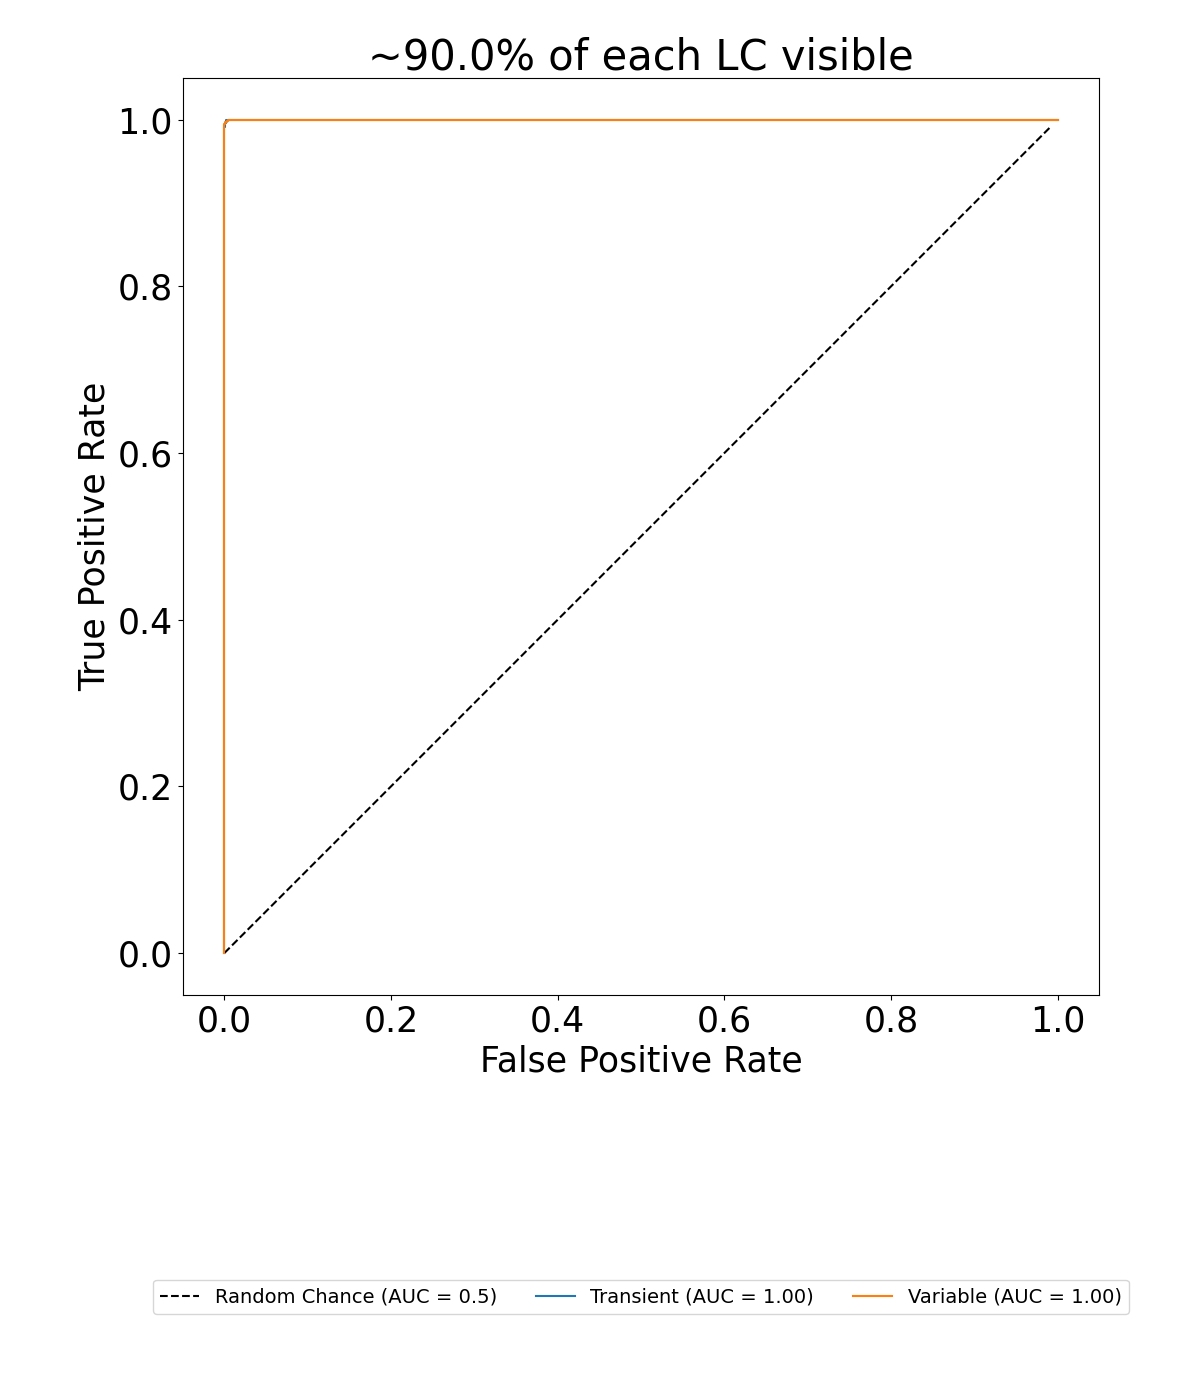 ~90.0% of each LC visible
True Positive Rate
1.0
0.8
0.6
0.4
0.2
0.0
0.0 0.2 0.4 0.6 0.8 1.0
False Positive Rate
Random Chance (AUC = 0.5) Transient (AUC = 1.00) Variable (AUC = 1.00)